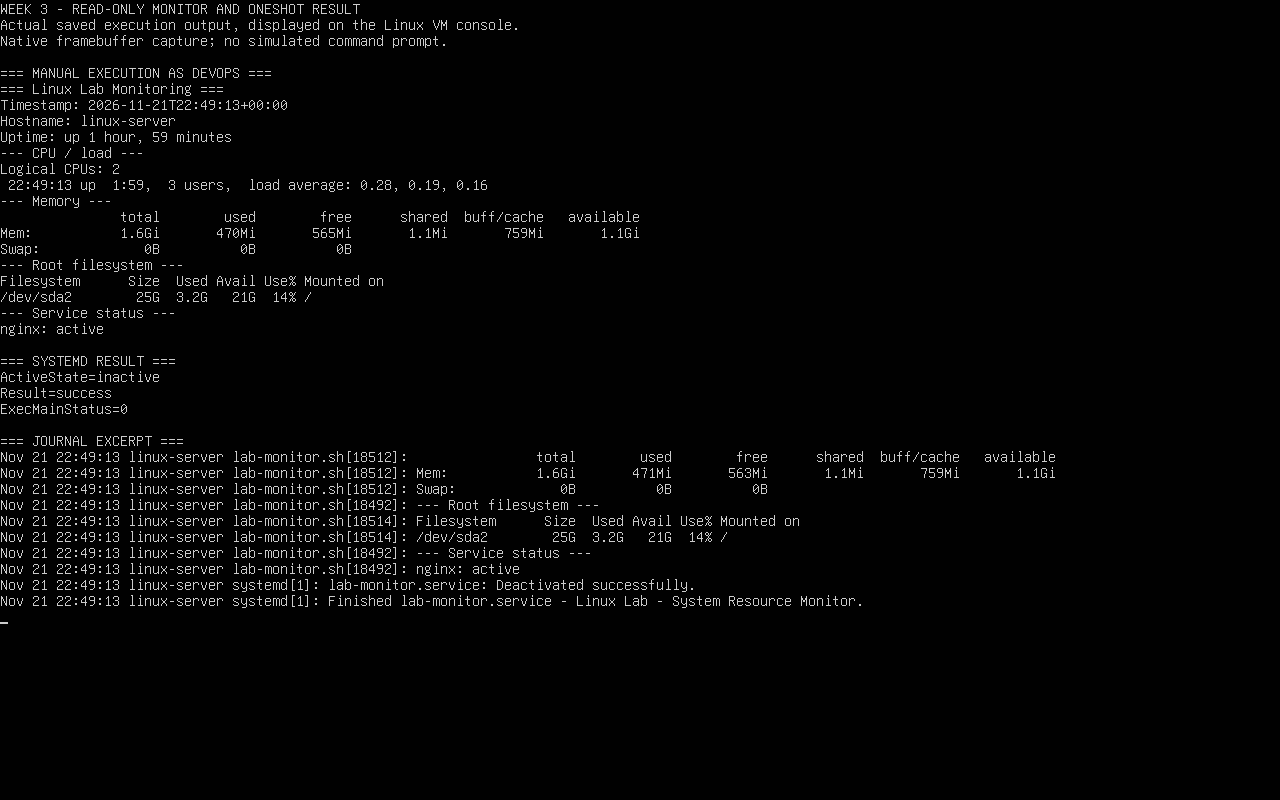 WEEK 3 - READ-ONLY MONITOR AND ONESHOT RESULT
Actual saved execution output, displayed on the Linux VM console.
Native framebuffer capture; no simulated command prompt.

=== MANUAL EXECUTION AS DEVOPS ===
=== Linux Lab Monitoring ===
Timestamp: 2026-11-21T22:49:13+00:00
Hostname: linux-server
Uptime: up 1 hour, 59 minutes
--- CPU / load ---
Logical CPUs: 2
 22:49:13 up  1:59,  3 users,  load average: 0.28, 0.19, 0.16
--- Memory ---
               total        used        free      shared  buff/cache   available
Mem:           1.6Gi       470Mi       565Mi       1.1Mi       759Mi       1.1Gi
Swap:             0B          0B          0B
--- Root filesystem ---
Filesystem      Size  Used Avail Use% Mounted on
/dev/sda2        25G  3.2G   21G  14% /
--- Service status ---
nginx: active

=== SYSTEMD RESULT ===
ActiveState=inactive
Result=success
ExecMainStatus=0

=== JOURNAL EXCERPT ===
Nov 21 22:49:13 linux-server lab-monitor.sh[18512]:                total        used        free      shared  buff/cache   available
Nov 21 22:49:13 linux-server lab-monitor.sh[18512]: Mem:           1.6Gi       471Mi       563Mi       1.1Mi       759Mi       1.1Gi
Nov 21 22:49:13 linux-server lab-monitor.sh[18512]: Swap:             0B          0B          0B
Nov 21 22:49:13 linux-server lab-monitor.sh[18492]: --- Root filesystem ---
Nov 21 22:49:13 linux-server lab-monitor.sh[18514]: Filesystem      Size  Used Avail Use% Mounted on
Nov 21 22:49:13 linux-server lab-monitor.sh[18514]: /dev/sda2        25G  3.2G   21G  14% /
Nov 21 22:49:13 linux-server lab-monitor.sh[18492]: --- Service status ---
Nov 21 22:49:13 linux-server lab-monitor.sh[18492]: nginx: active
Nov 21 22:49:13 linux-server systemd[1]: lab-monitor.service: Deactivated successfully.
Nov 21 22:49:13 linux-server systemd[1]: Finished lab-monitor.service - Linux Lab - System Resource Monitor.